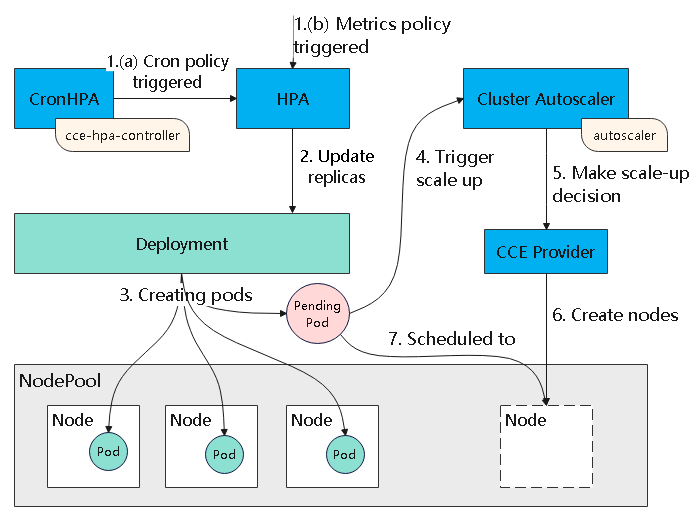 1.(b) Metrics policy
triggered
1.(a) Cron policy
triggered
CronHPA
HPA
Cluster Autoscaler
cce-hpa-controller
autoscaler
2. Update
replicas
4. Trigger
scale up
5. Make scale-up
decision
Deployment
CCE Provider
3. Creating pods
Pending
Pod
6. Create nodes
7. Scheduled to
NodePool
Node
Pod
Node
Pod
Node
Pod
Node